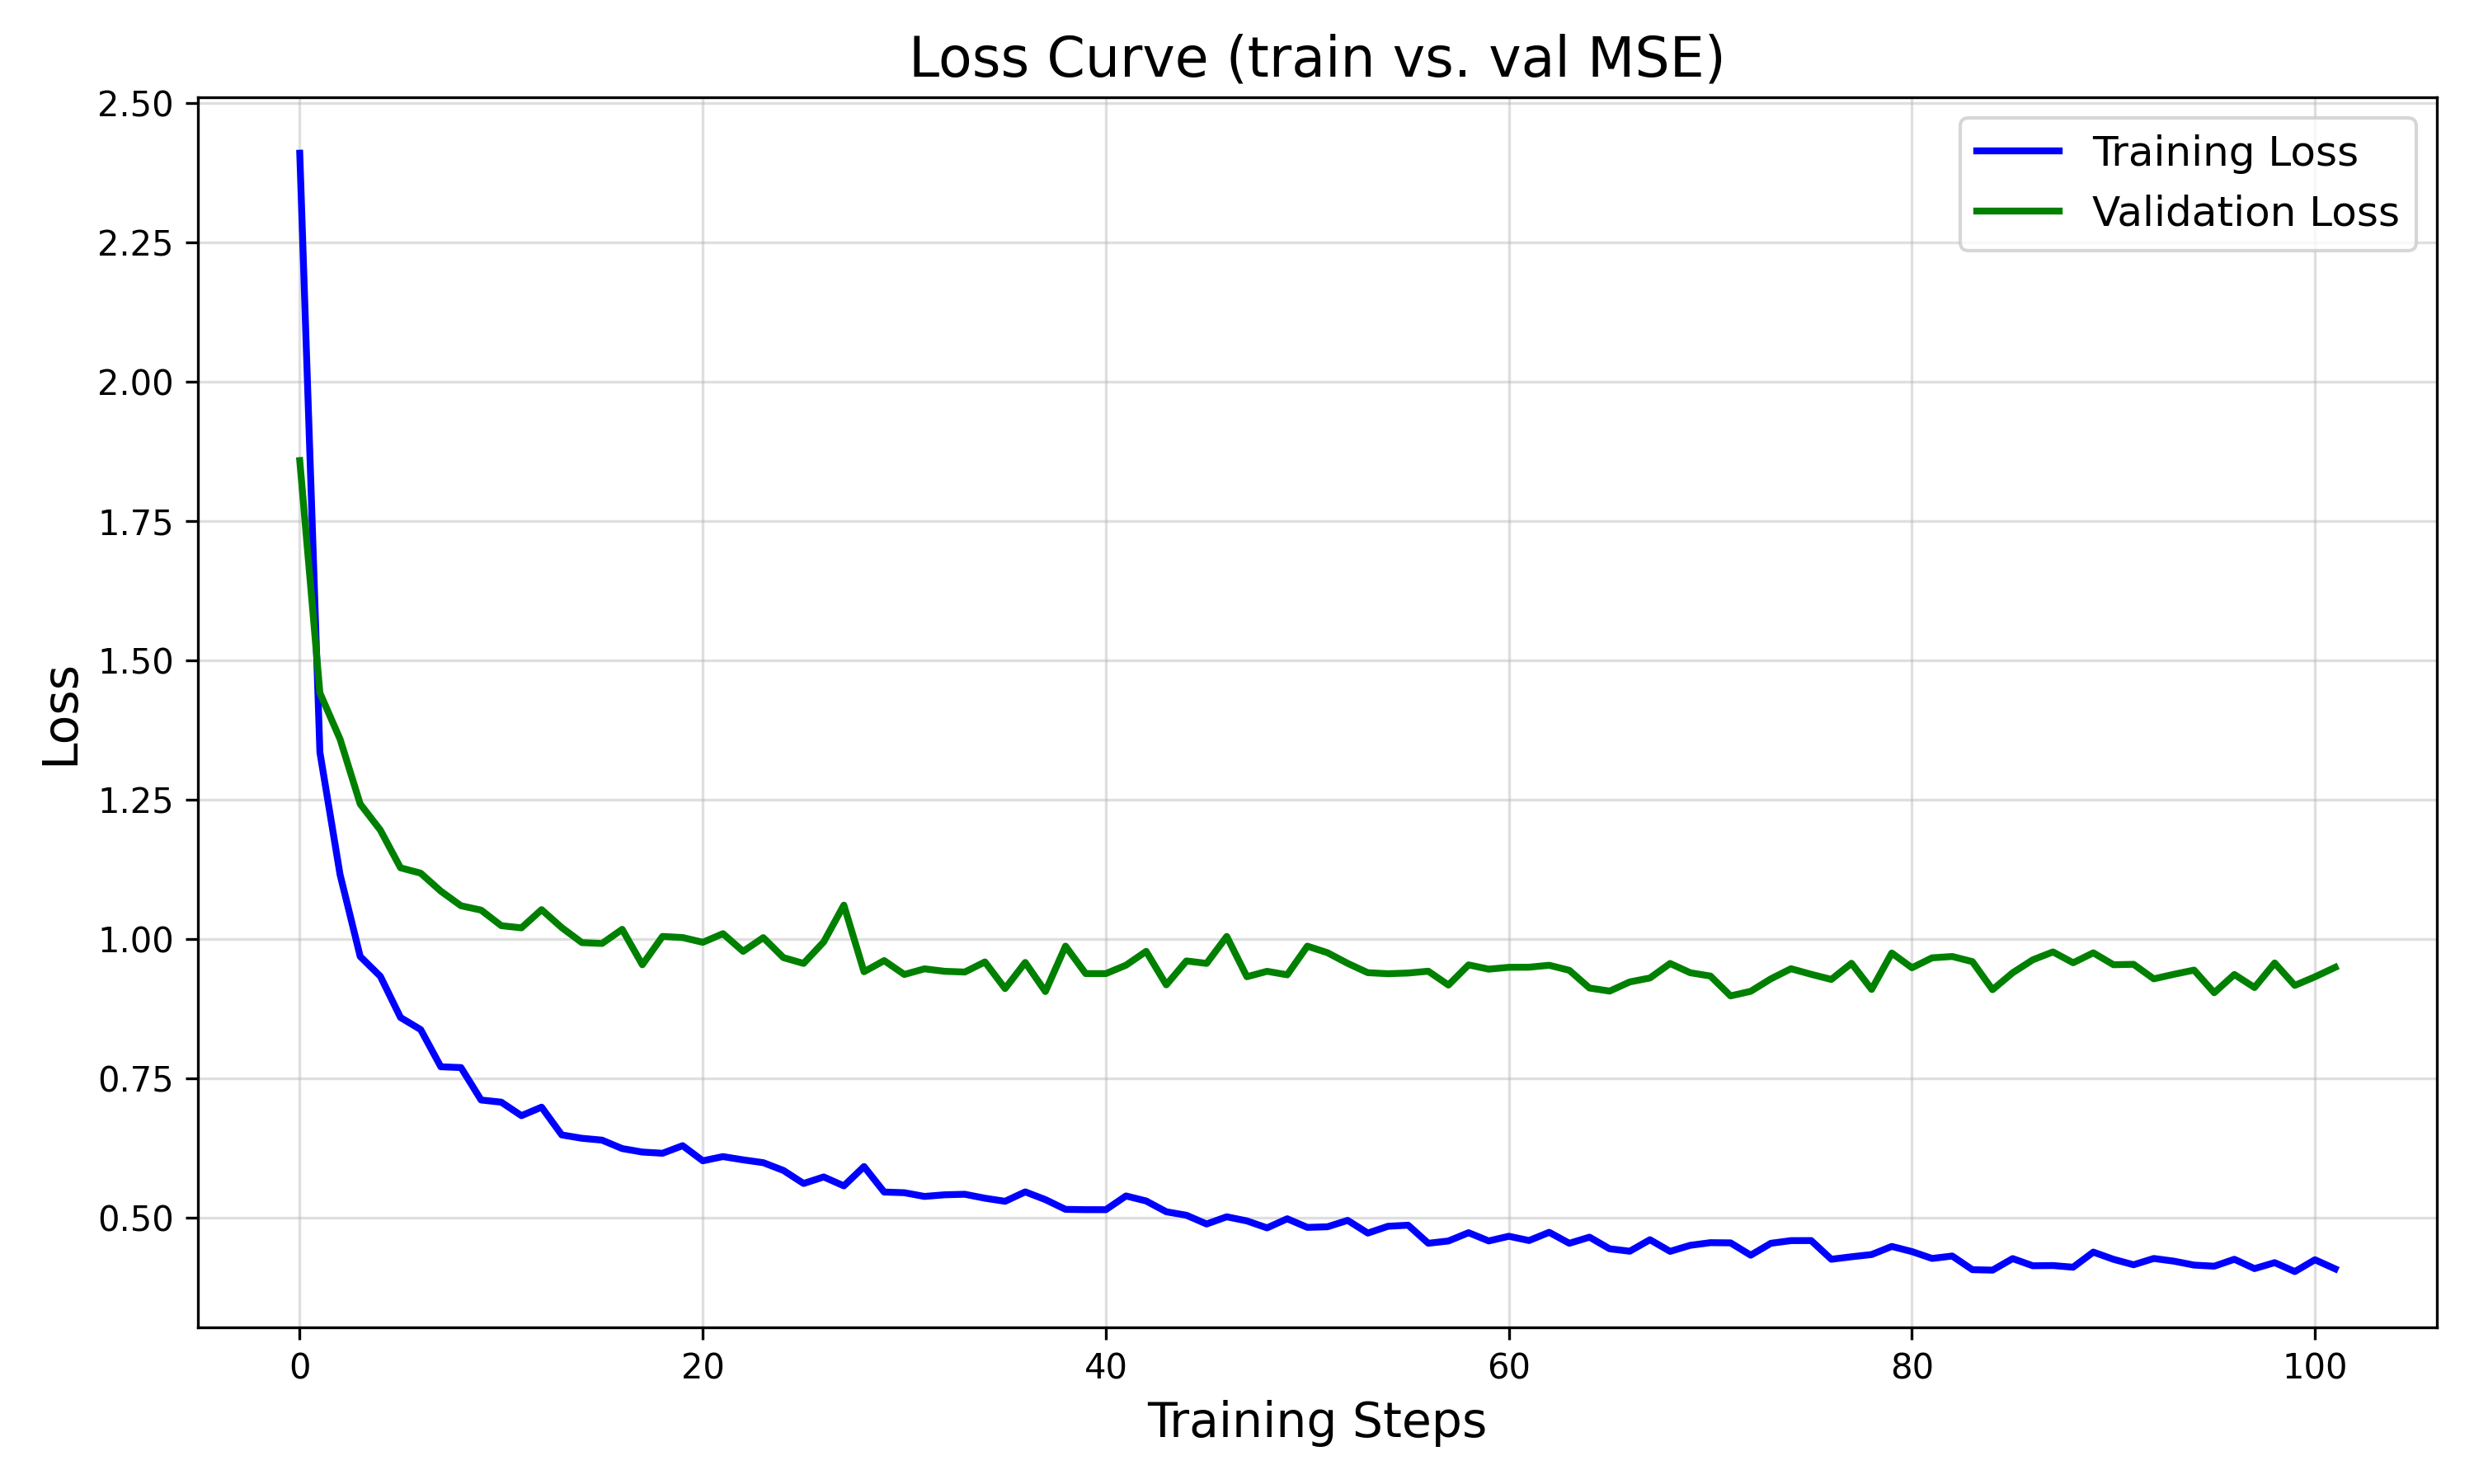 Loss Curve (train vs. val MSE)
Training Loss
Validation Loss
2.50
2.25
2.00
1.75
1.50
1.25
1.00
0.75
0.50
Loss
0 20 40 60 80 100
Training Steps